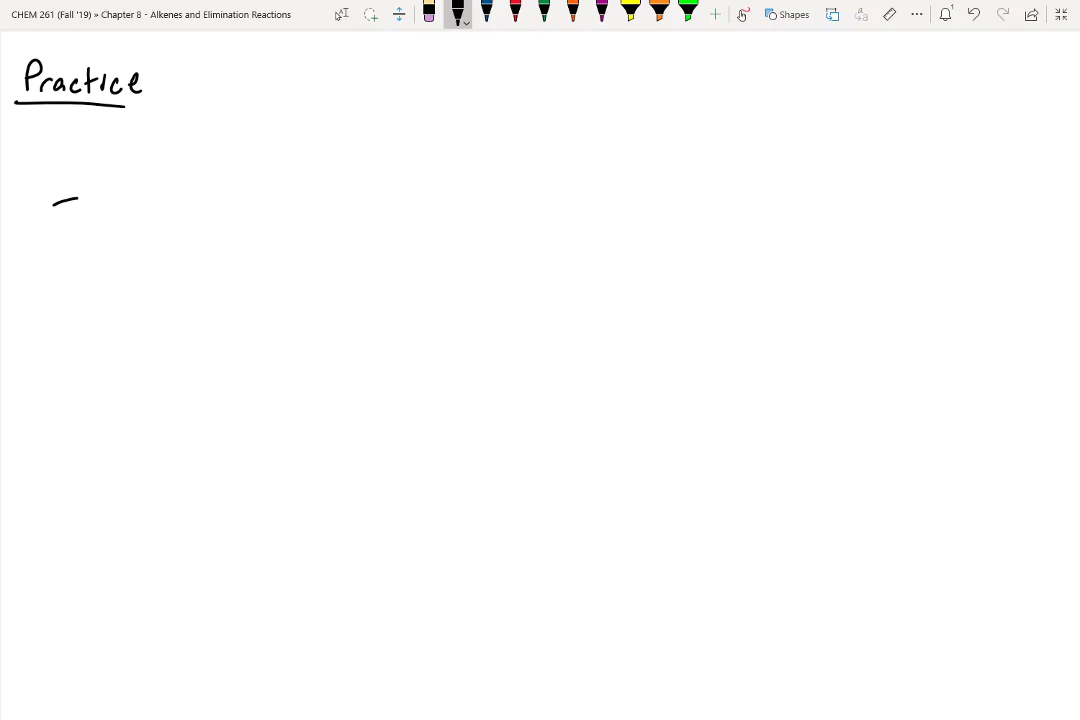 CHEM 261 (Fall '19) » Chapter 8 - Alkenes and Elimination Reactions
Shapes
Practice